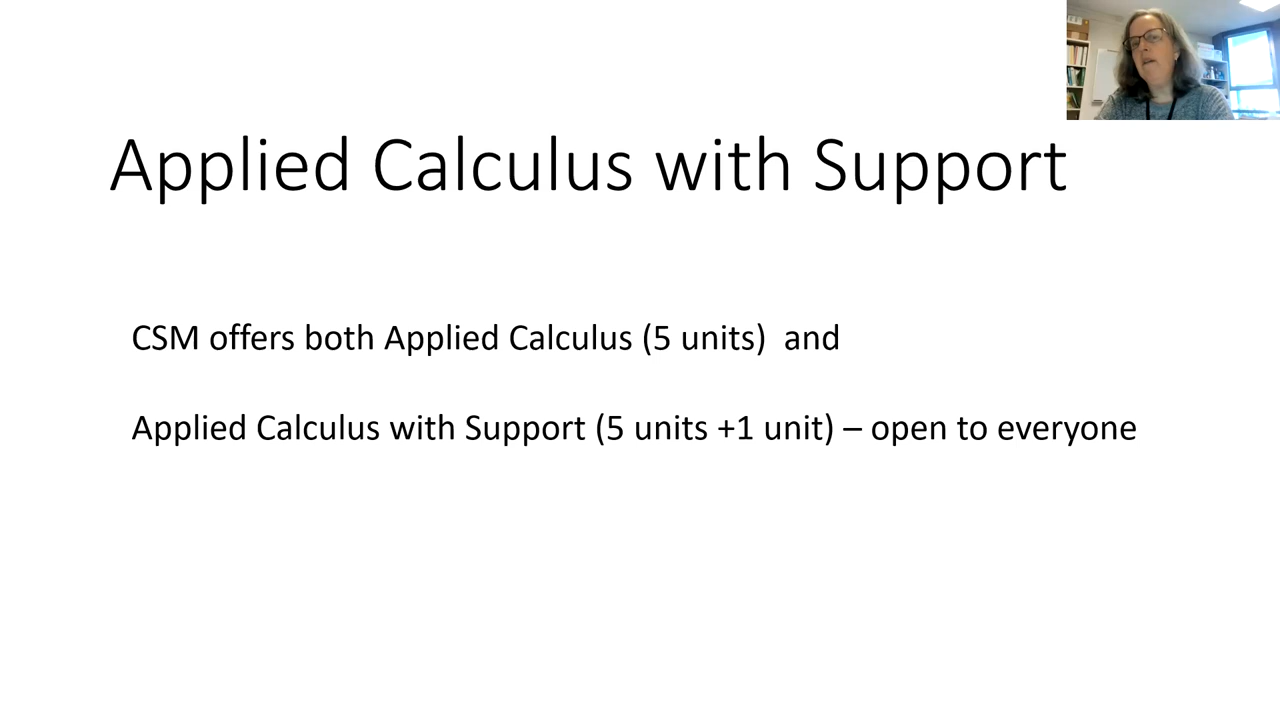 Applied Calculus with Support
CSM offers both Applied Calculus (5 units)  and
Applied Calculus with Support (5 units +1 unit) – open to everyone